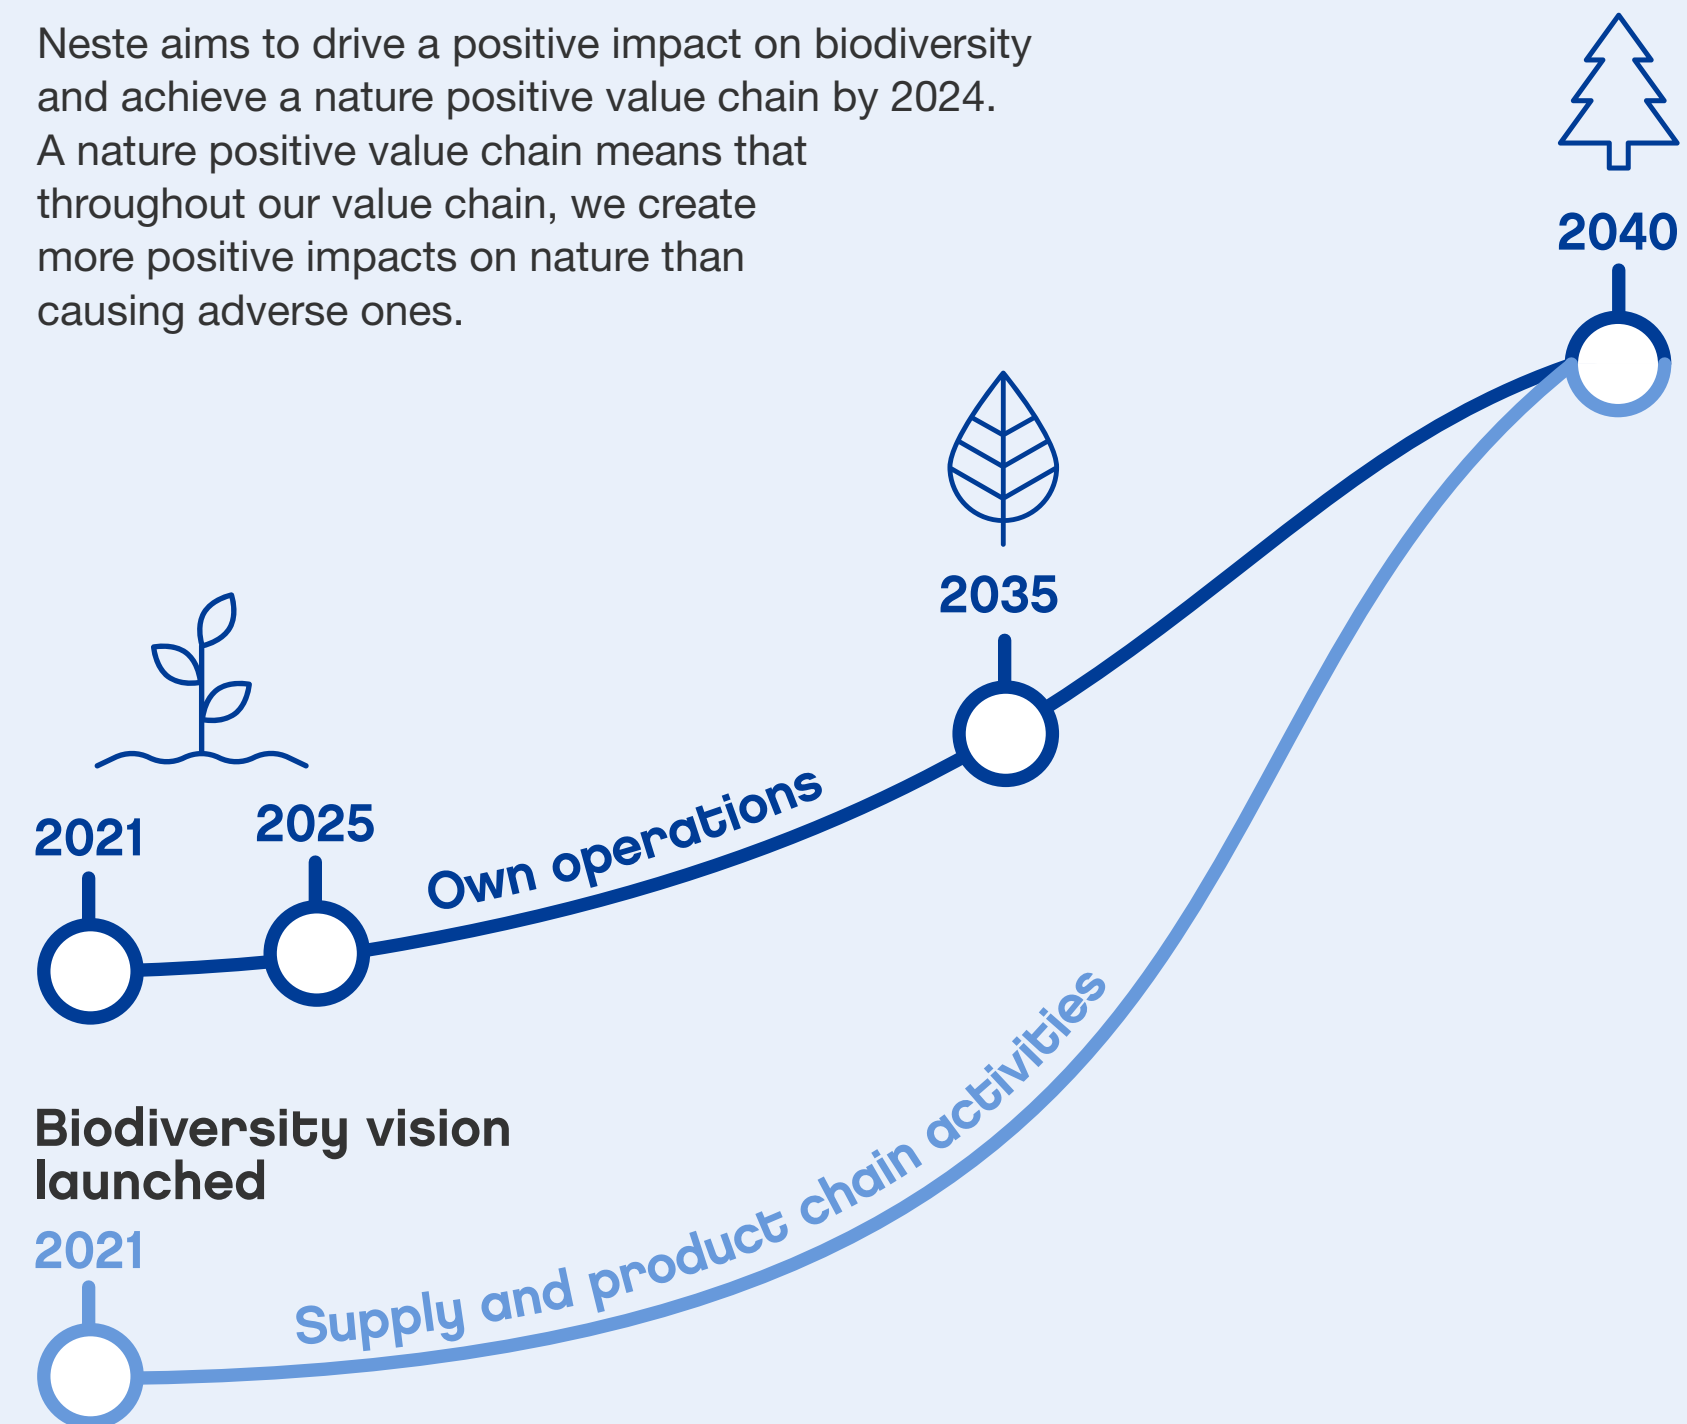 Neste aims to drive a positive impact on biodiversity
and achieve a nature positive value chain by 2024.
A nature positive value chain means that
throughout our value chain, we create
more positive impacts on nature than
causing adverse ones.
2040
2035
2021
2025
Own operations
Biodiversity vision
launched
2021
Supply and product chain activities